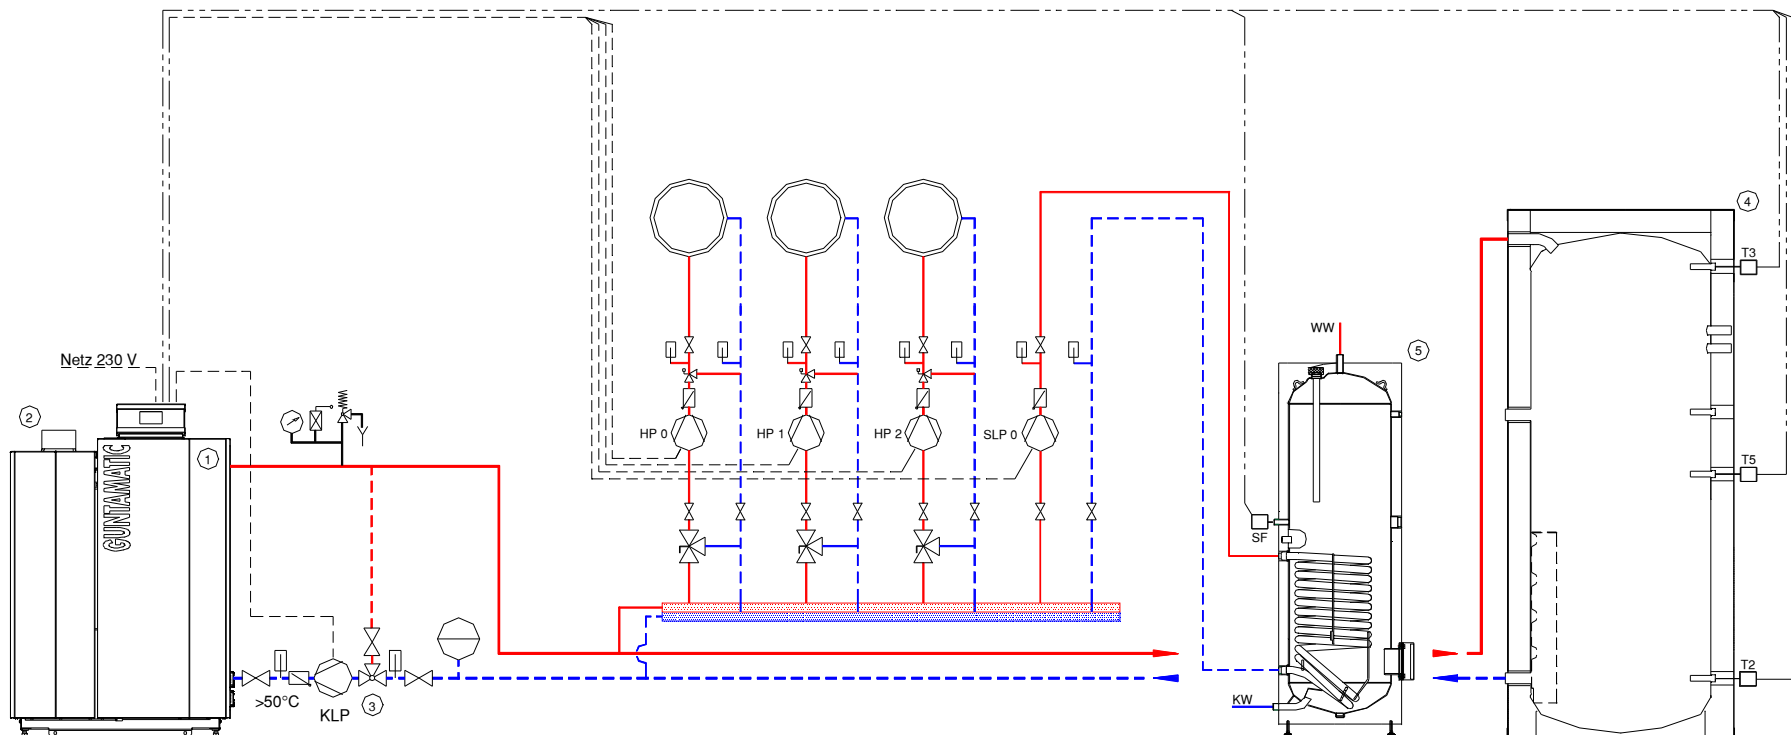 Netz 230 V
2
1
GUNTAMATIC
>50°C
KLP
3
HP 0
HP 1
HP 2
SLP 0
WW
5
SF
KW
4
T3
T5
T2